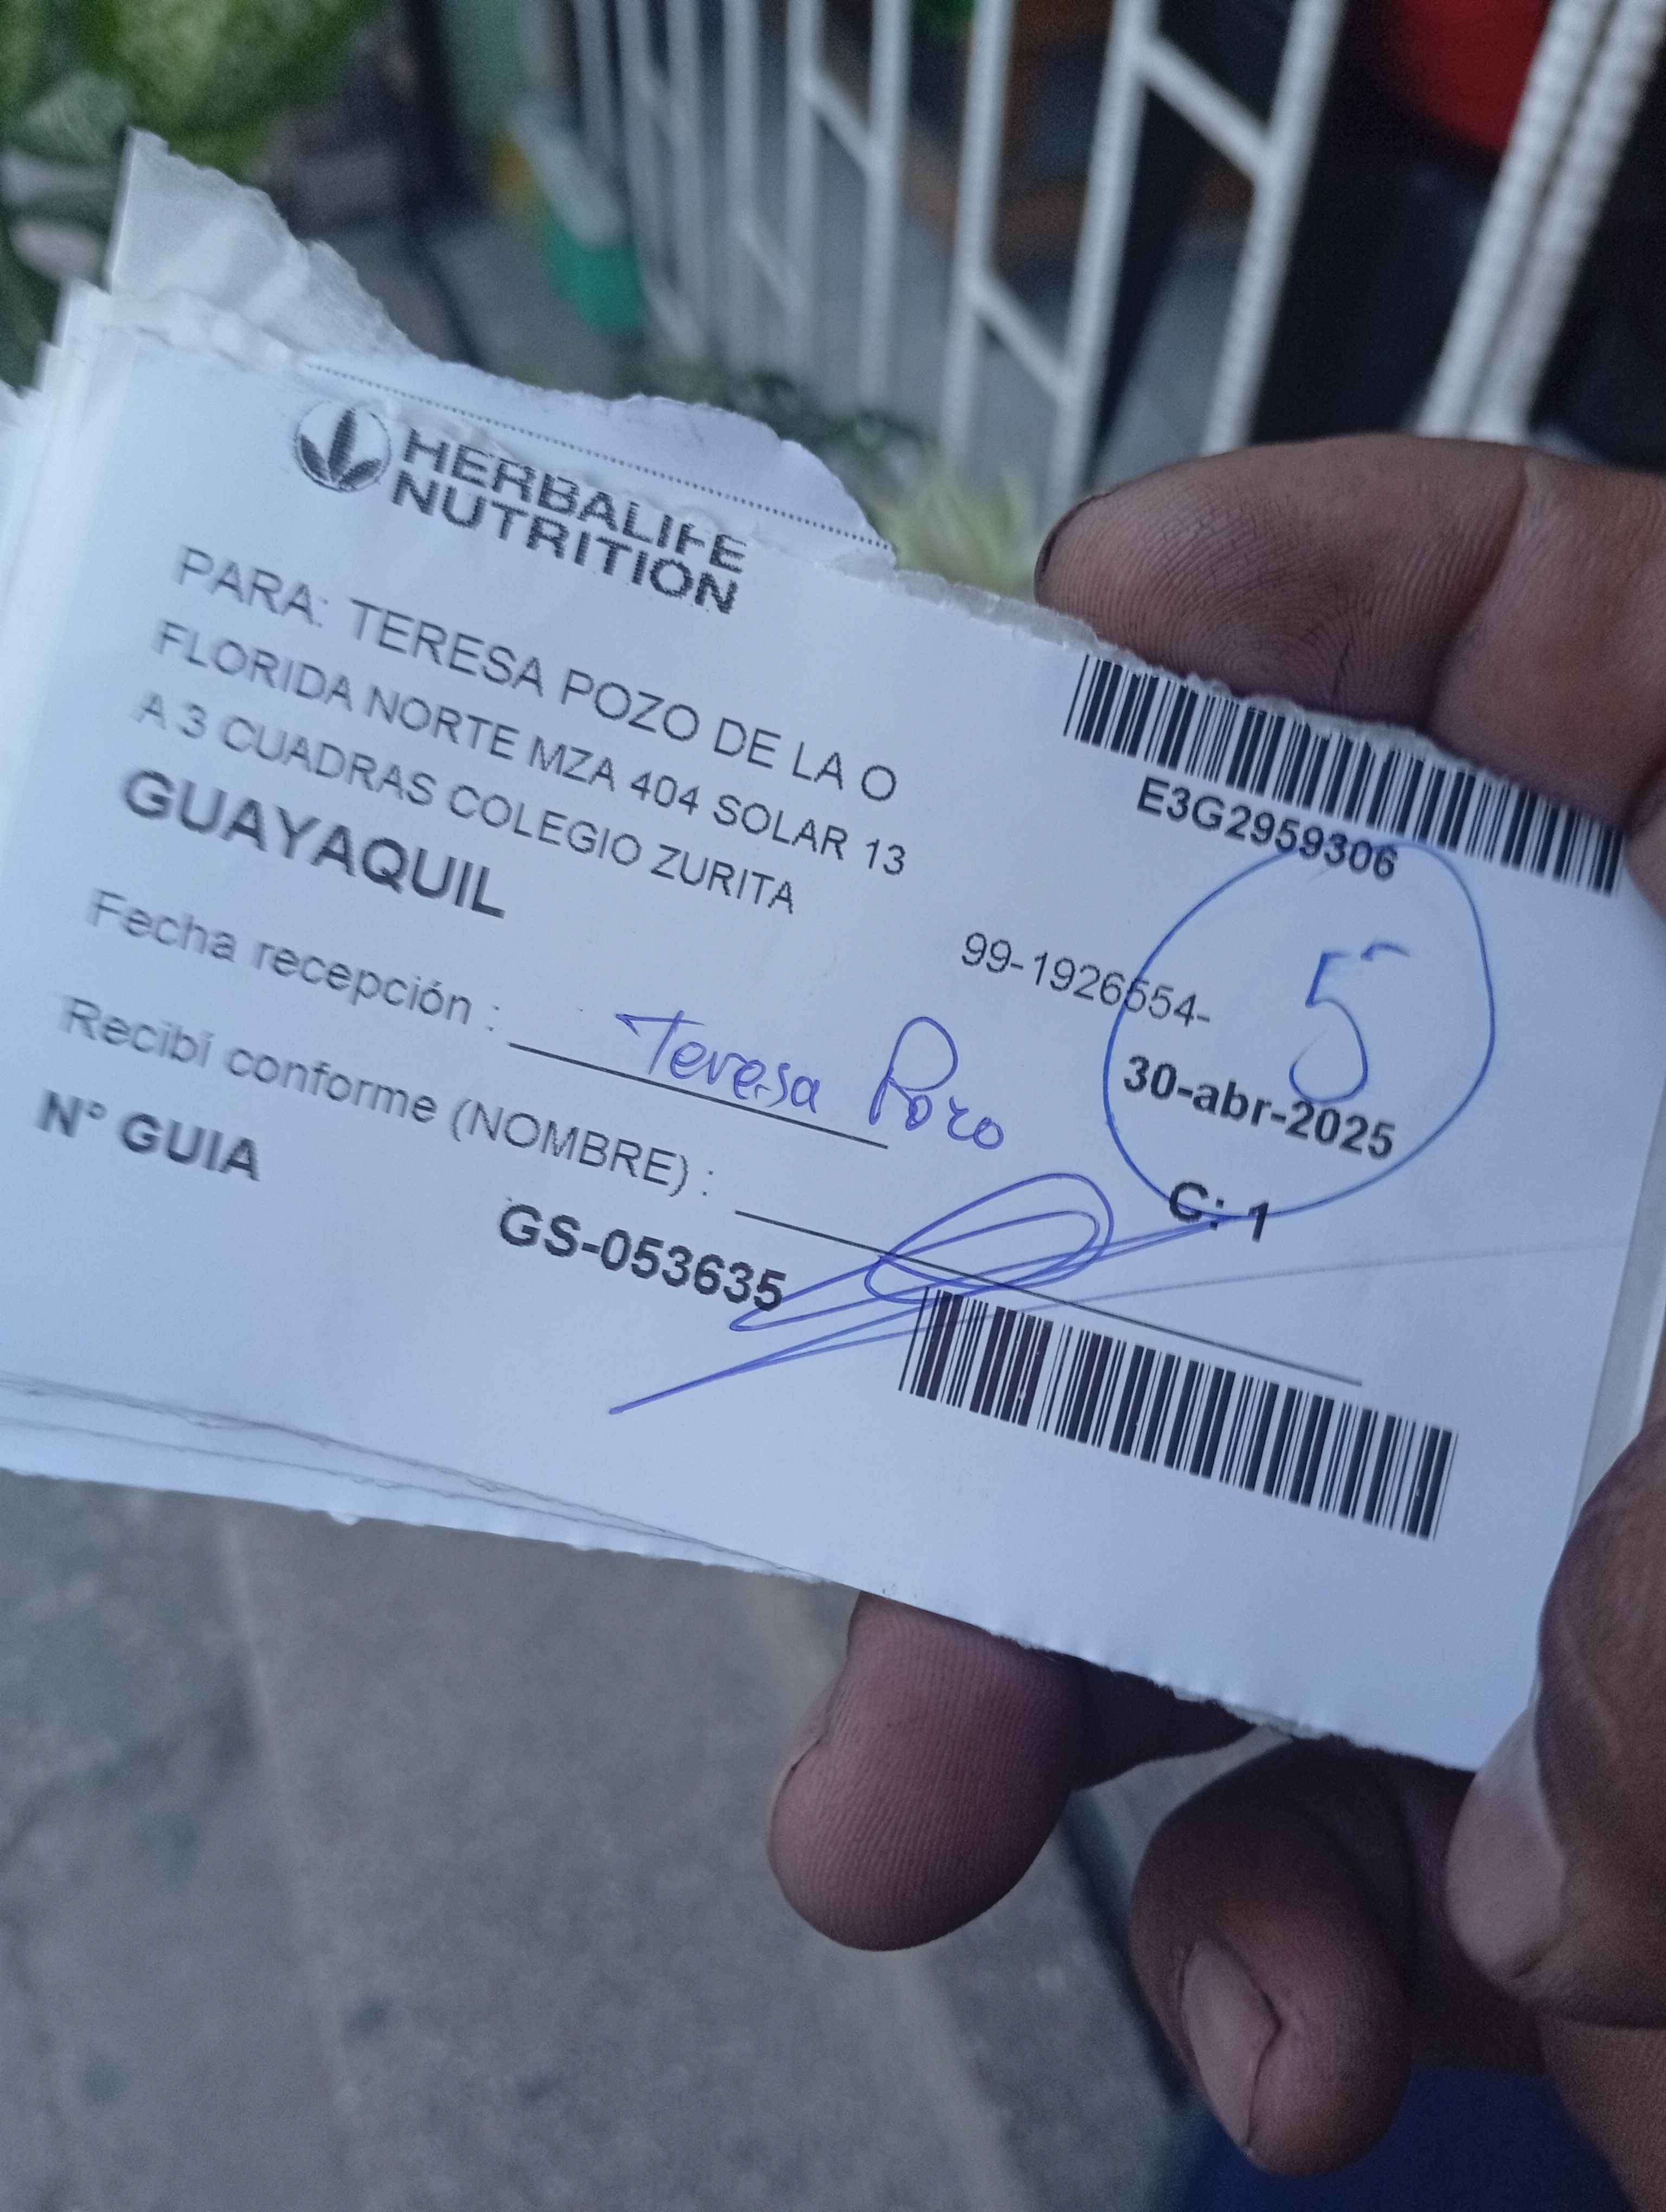 HERBALIFE
NUTRITION
PARA: TERESA POZO DE LA O
FLORIDA NORTE MZA 404 SOLAR 13
A 3 CUADRAS COLEGIO ZURITA
GUAYAQUIL
E3G2959306
99-1926554-
5
30-abr-2025
C: 1
Fecha recepción :
Teresa Pozo
Recibí conforme (NOMBRE) :
N° GUIA
GS-053635